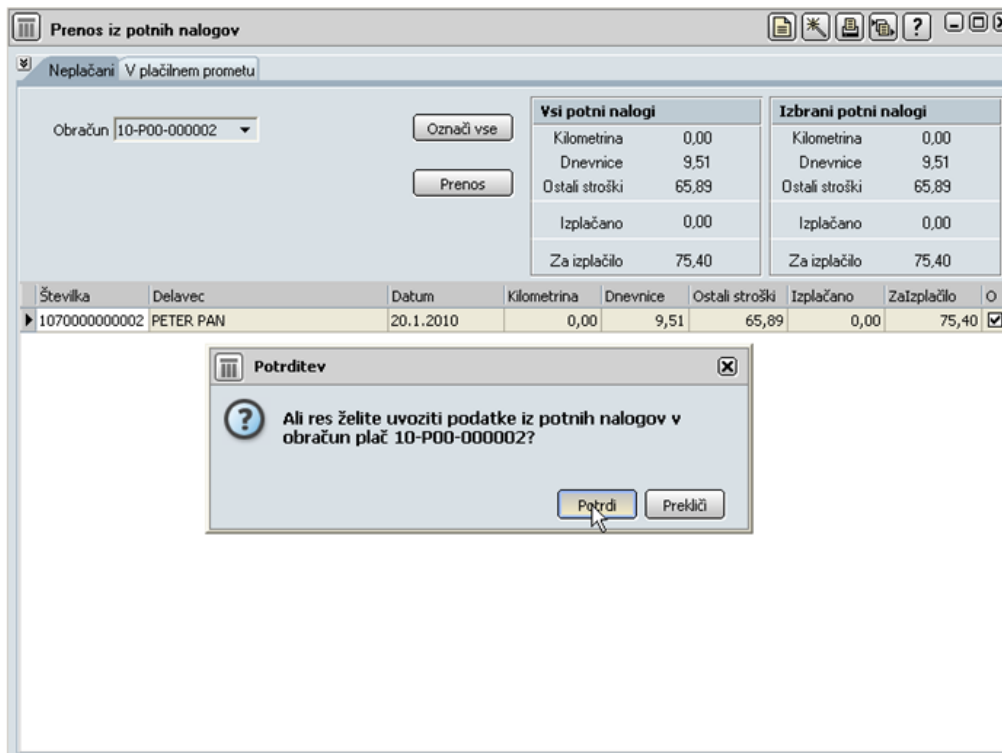 Prenos iz potnih nalogov
Neplačani V plačilnem prometu
Obračun 10-P00-000002
Označi vse
Prenos
Vsi potni nalogi
Kilometrina 0,00
Dnevnice 9,51
Ostali stroški 65,89
Izplačano 0,00
Za izplačilo 75,40
Izbrani potni nalogi
Kilometrina 0,00
Dnevnice 9,51
Ostali stroški 65,89
Izplačano 0,00
Za izplačilo 75,40
Številka Delavec Datum Kilometrina Dnevnice Ostali stroški Izplačano ZaIzplačilo O
1070000000002 PETER PAN 20.1.2010 0,00 9,51 65,89 0,00 75,40
Potrditev
Ali res želite uvoziti podatke iz potnih nalogov v
obračun plač 10-P00-000002?
Potrdi Prekliči